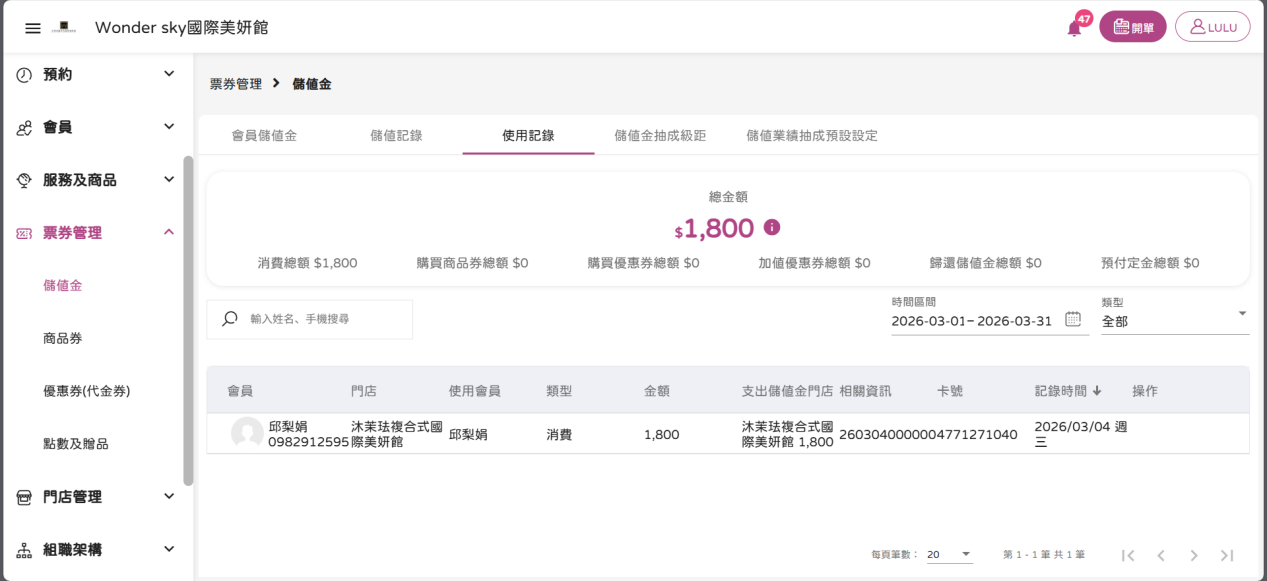 Wonder sky國際美妍館
47
開單
LULU
預約
會員
服務及商品
票券管理
儲值金
商品券
優惠券(代金券)
點數及贈品
門店管理
組職架構
票券管理 > 儲值金
會員儲值金 儲值記錄 使用記錄 儲值金抽成級距 儲值業績抽成預設設定
總金額
$1,800
消費總額 $1,800 購買商品券總額 $0 購買優惠券總額 $0 加值優惠券總額 $0 歸還儲值金總額 $0 預付定金總額 $0
輸入姓名、手機搜尋
時間區間
2026-03-01 – 2026-03-31
類型
全部
會員 門店 使用會員 類型 金額 支出儲值金門店 相關資訊 卡號 記錄時間 操作
邱梨娟
0982912595
沐茉珐複合式國
際美妍館
邱梨娟
消費
1,800
沐茉珐複合式國
際美妍館 1,800
2603040000004771271040
2026/03/04 週
三
每頁筆數： 20 第 1 - 1 筆 共 1 筆